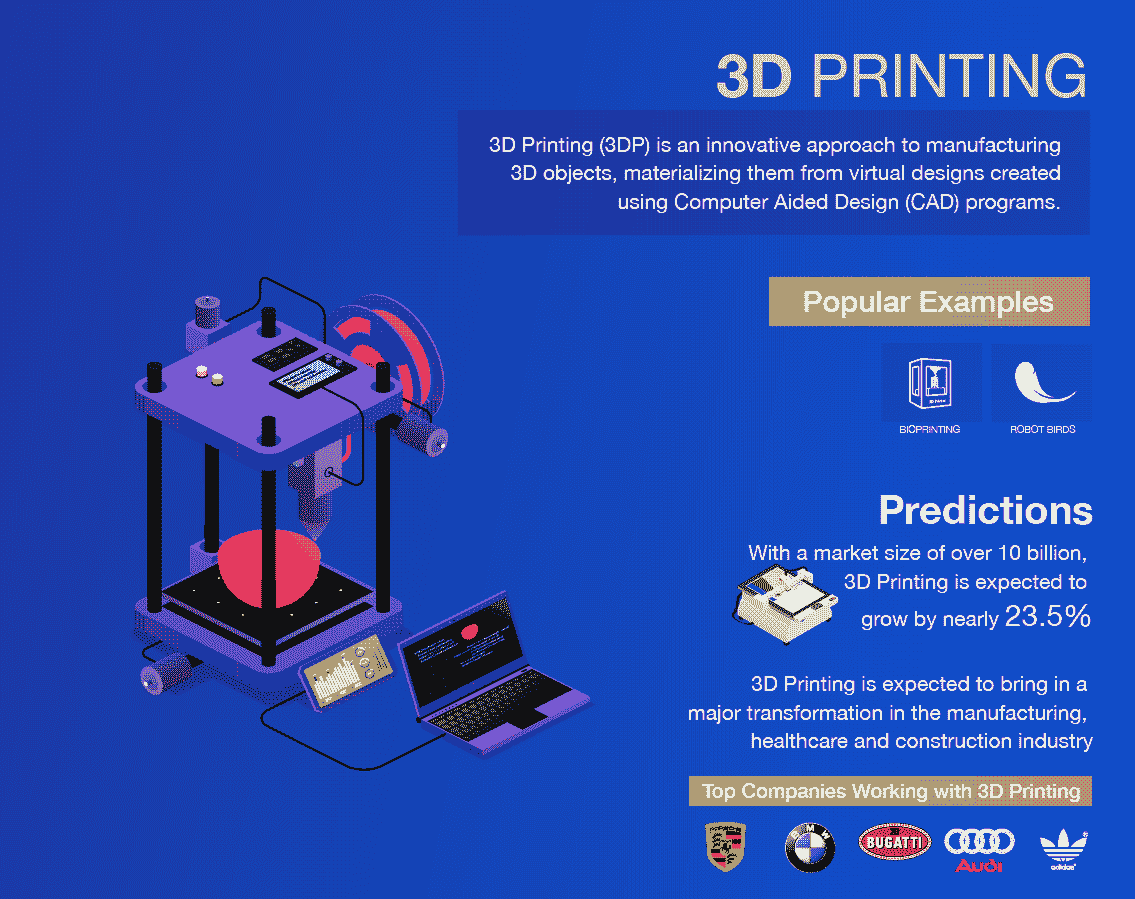 3D PRINTING
3D Printing (3DP) is an innovative approach to manufacturing
3D objects, materializing them from virtual designs created
using Computer Aided Design (CAD) programs.
Popular Examples
BIOPRINTING
ROBOT BIRDS
Predictions
With a market size of over 10 billion,
3D Printing is expected to
grow by nearly 23.5%
3D Printing is expected to bring in a
major transformation in the manufacturing,
healthcare and construction industry
Top Companies Working with 3D Printing
PORSCHE
BMW
BUGATTI
Audi
adidas